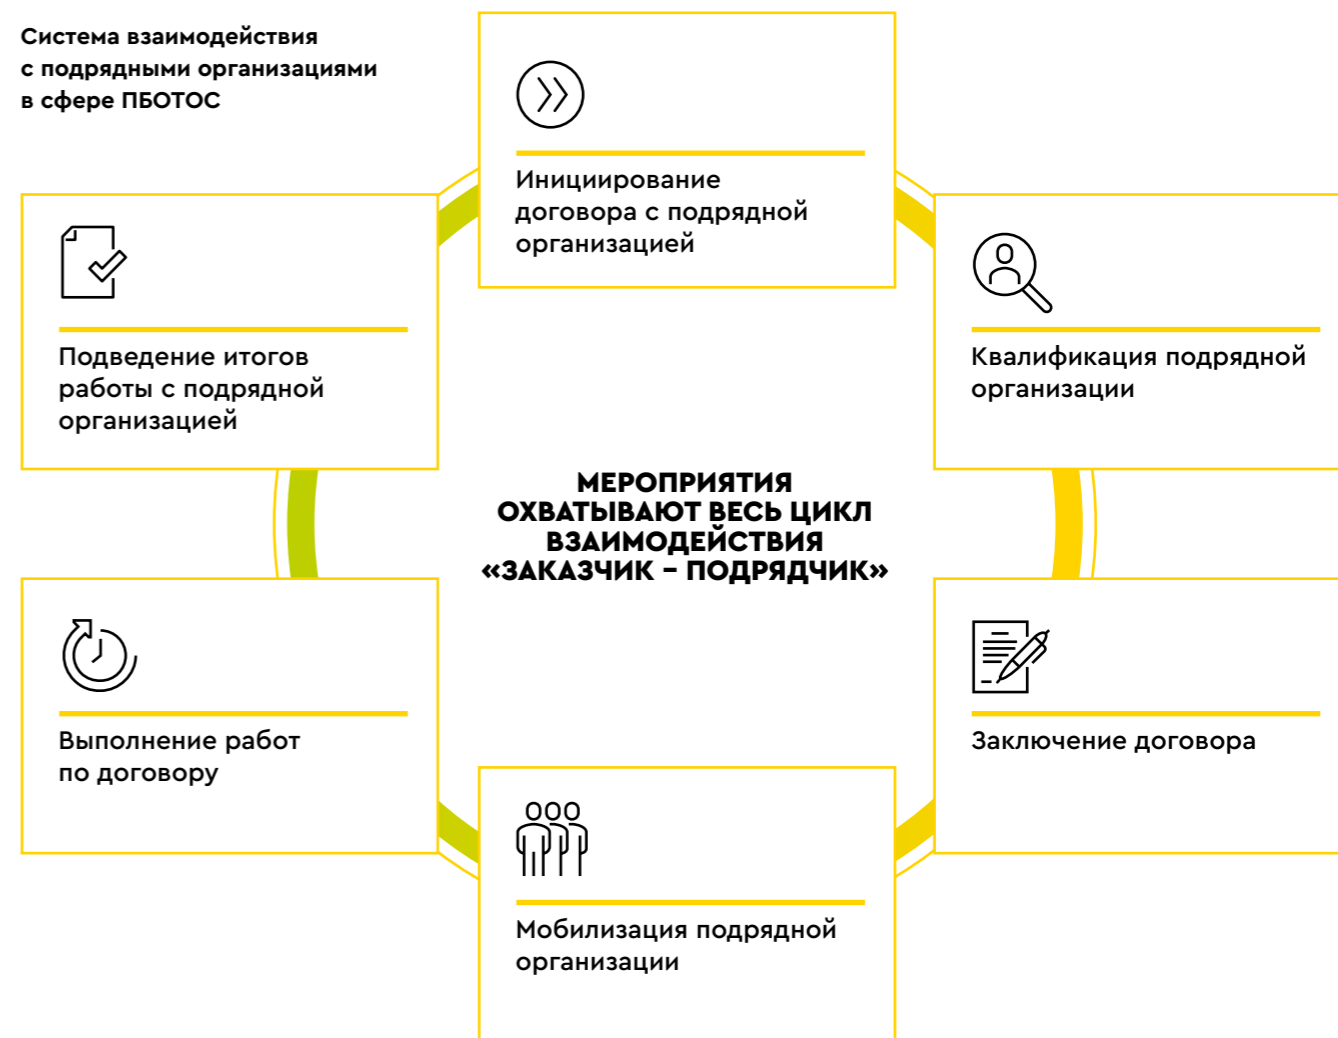 Система взаимодействия
с подрядными организациями
в сфере ПБОТОС
Инициирование
договора с подрядной
организацией
Квалификация подрядной
организации
Заключение договора
Мобилизация подрядной
организации
Выполнение работ
по договору
Подведение итогов
работы с подрядной
организацией
МЕРОПРИЯТИЯ
ОХВАТЫВАЮТ ВЕСЬ ЦИКЛ
ВЗАИМОДЕЙСТВИЯ
«ЗАКАЗЧИК – ПОДРЯДЧИК»